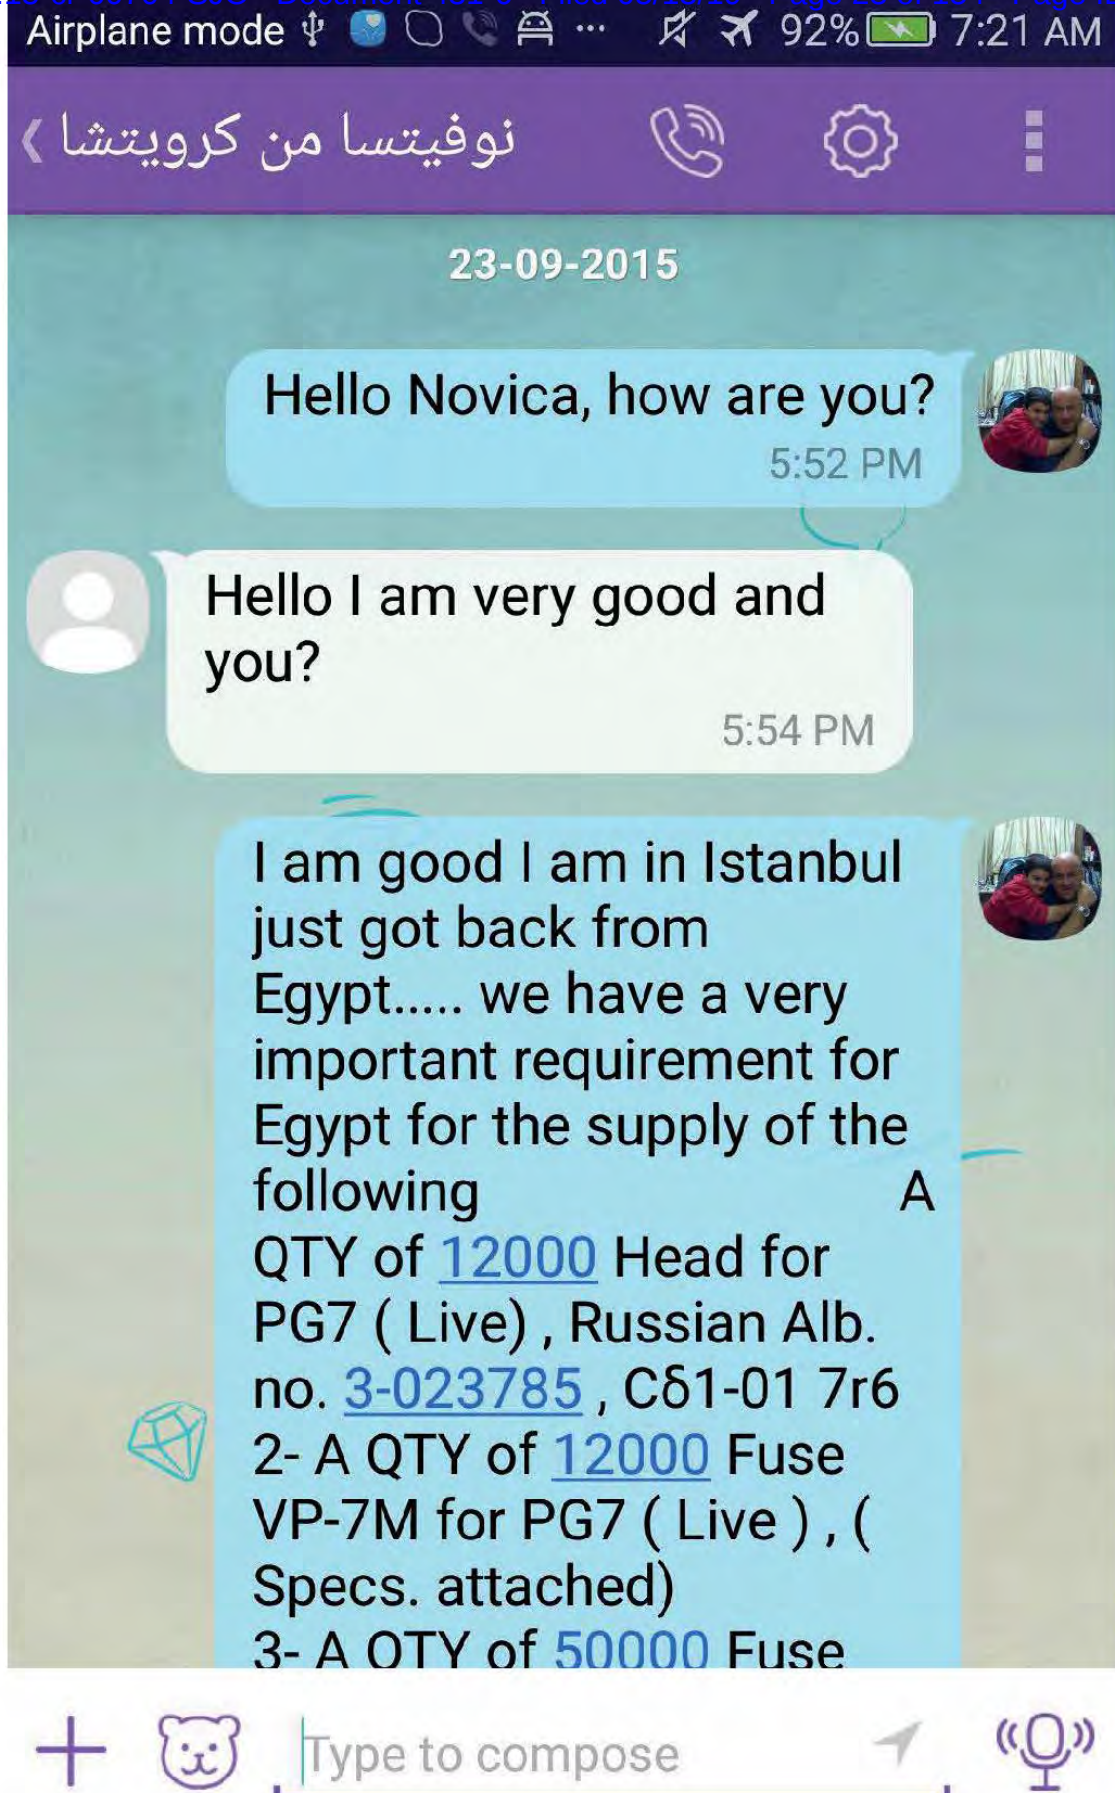 Airplane mode 92% 7:21 AM
نوفيتسا من كرويتشا
23-09-2015
Hello Novica, how are you?
5:52 PM
Hello I am very good and
you?
5:54 PM
I am good I am in Istanbul
just got back from
Egypt..... we have a very
important requirement for
Egypt for the supply of the
following A
QTY of 12000 Head for
PG7 ( Live) , Russian Alb.
no. 3-023785 , Cδ1-01 7r6
2- A QTY of 12000 Fuse
VP-7M for PG7 ( Live ) , (
Specs. attached)
3- A QTY of 50000 Fuse
Type to compose